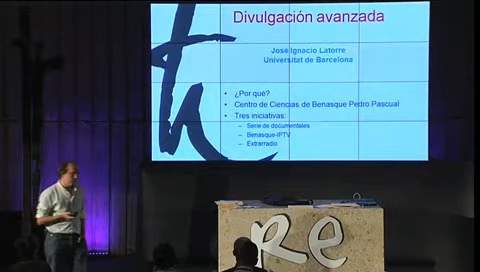 Divulgación avanzada
José Ignacio Latorre
Universitat de Barcelona
• ¿Por qué?
• Centro de Ciencias de Benasque Pedro Pascual
• Tres iniciativas:
– Serie de documentales
– Benasque-IPTV
– Extrarradio
Re